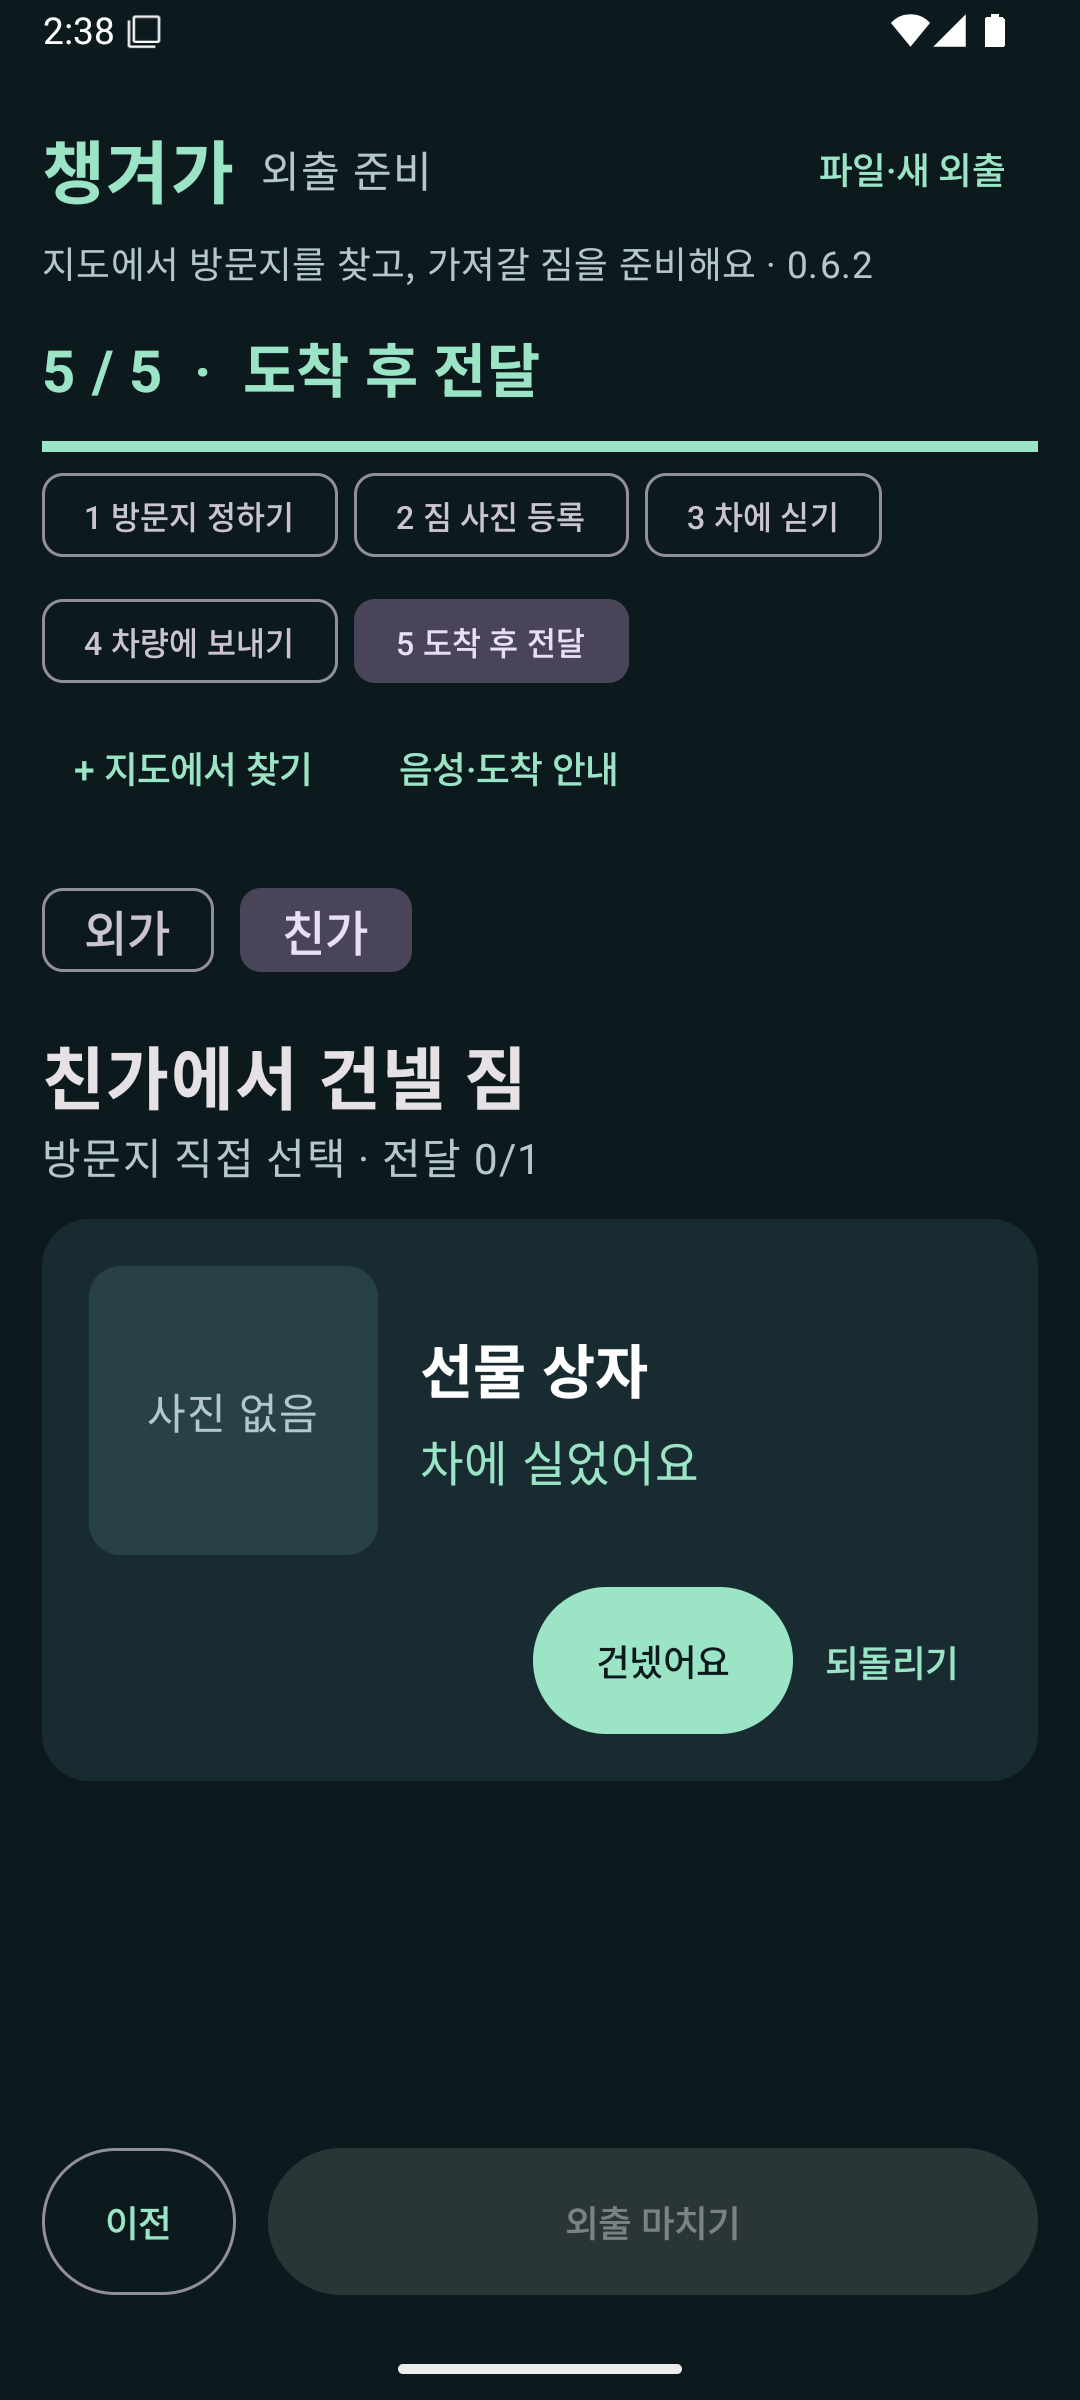 2:38
챙겨가 외출 준비 파일·새 외출
지도에서 방문지를 찾고, 가져갈 짐을 준비해요 · 0.6.2
5 / 5 · 도착 후 전달
1 방문지 정하기 2 짐 사진 등록 3 차에 싣기
4 차량에 보내기 5 도착 후 전달
+ 지도에서 찾기 음성·도착 안내
외가 친가
친가에서 건넬 짐
방문지 직접 선택 · 전달 0/1
사진 없음
선물 상자
차에 실었어요
건넸어요 되돌리기
이전 외출 마치기